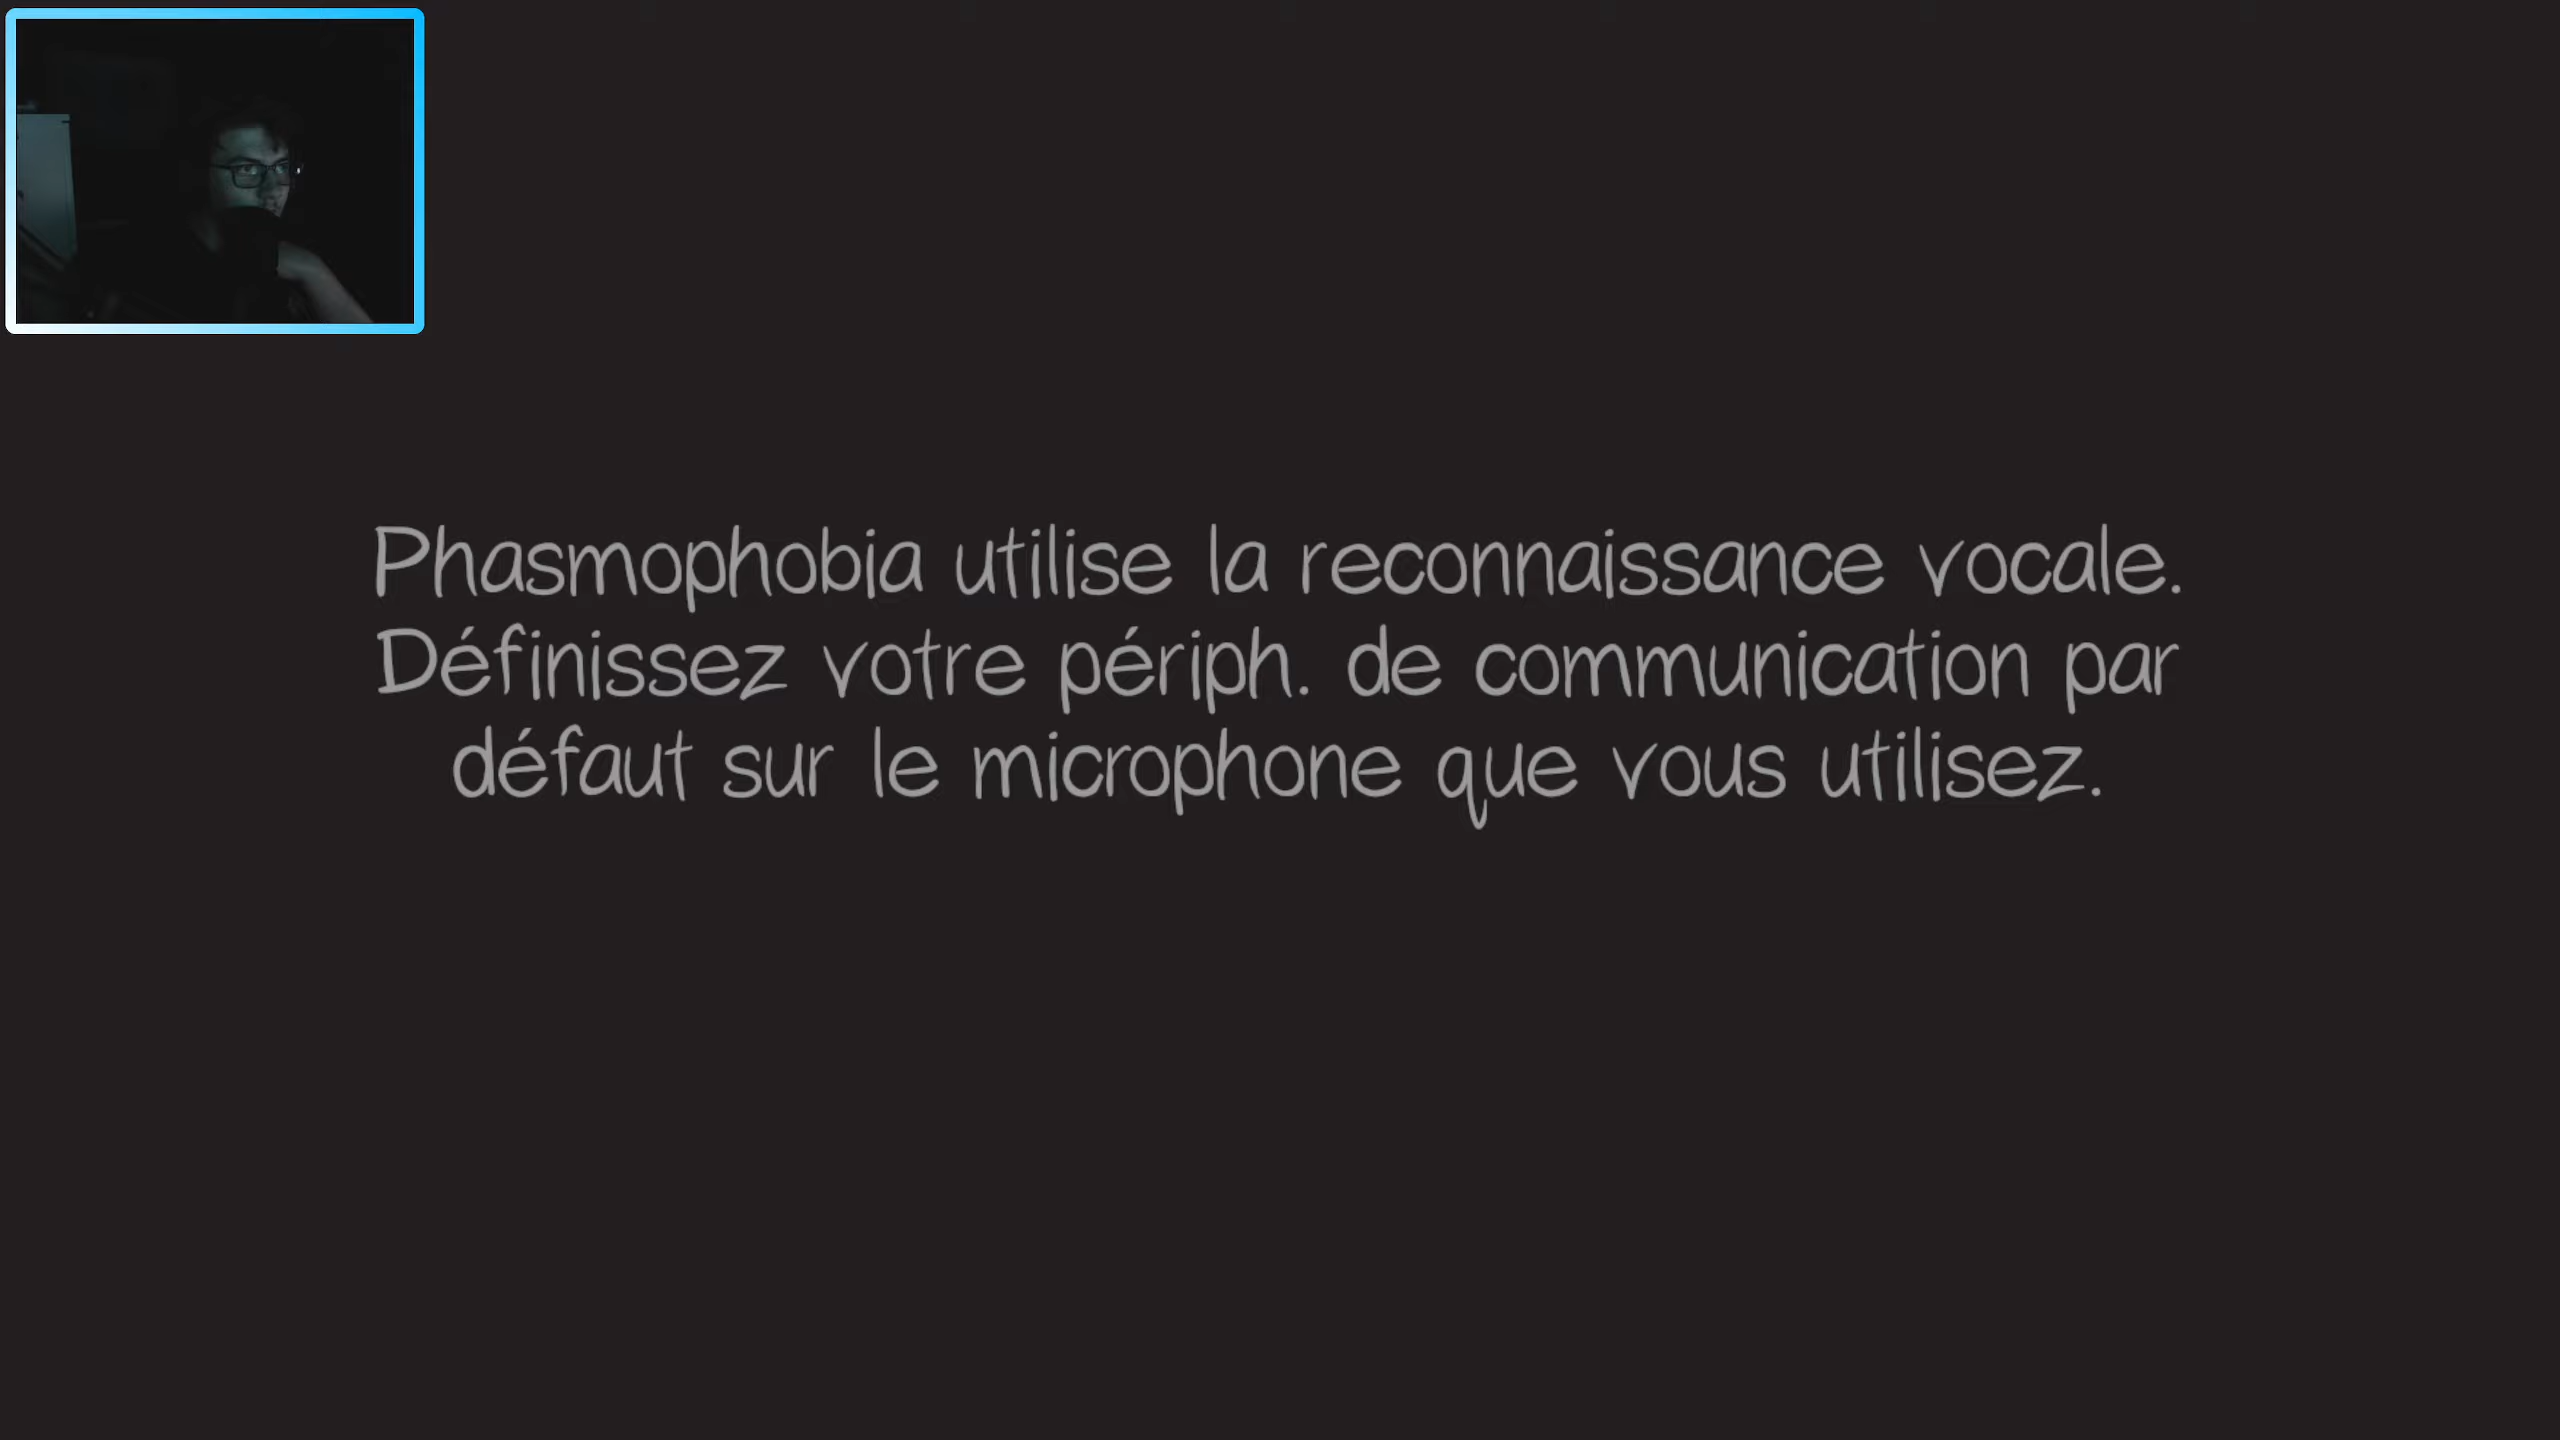 Phasmophobia utilise la reconnaissance vocale.
Définissez votre périph. de communication par
défaut sur le microphone que vous utilisez.